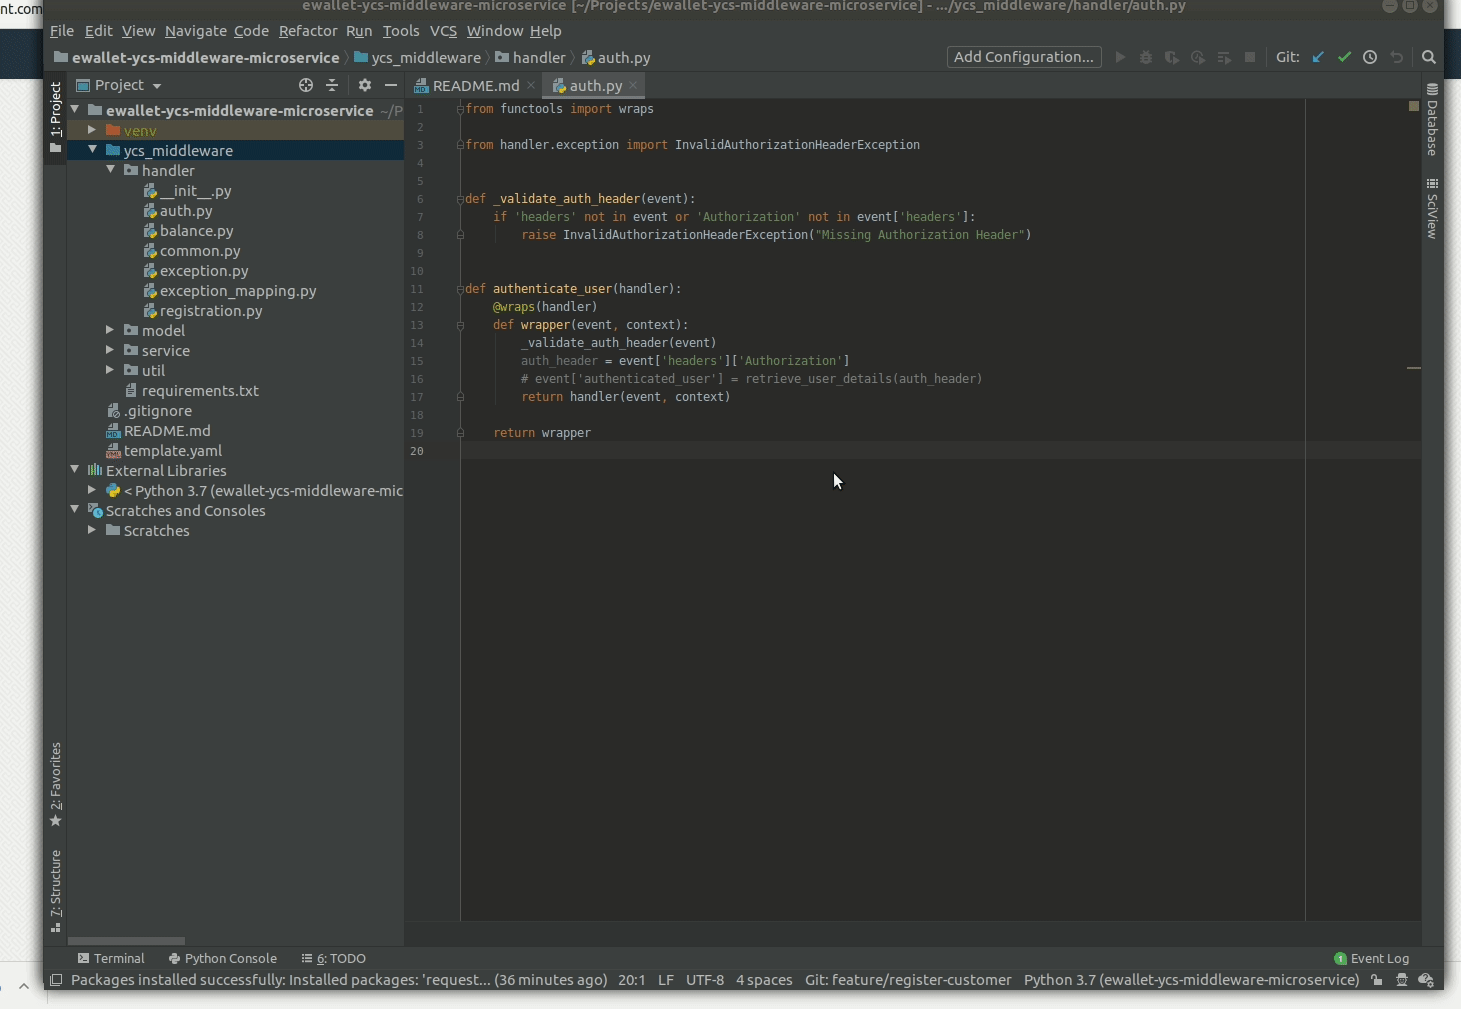 nt.com
ewallet-ycs-middleware-microservice [~/Projects/ewallet-ycs-middleware-microservice] - .../ycs_middleware/handler/auth.py
File Edit View Navigate Code Refactor Run Tools VCS Window Help
ewallet-ycs-middleware-microservice ycs_middleware handler auth.py Add Configuration... Git:
1: Project
Project
README.md
auth.py
ewallet-ycs-middleware-microservice ~/P
venv
ycs_middleware
handler
__init__.py
auth.py
balance.py
common.py
exception.py
exception_mapping.py
registration.py
model
service
util
requirements.txt
.gitignore
README.md
template.yaml
External Libraries
< Python 3.7 (ewallet-ycs-middleware-mic
Scratches and Consoles
Scratches
1 from functools import wraps
2
3 from handler.exception import InvalidAuthorizationHeaderException
4
5
6 def _validate_auth_header(event):
7 if 'headers' not in event or 'Authorization' not in event['headers']:
8 raise InvalidAuthorizationHeaderException("Missing Authorization Header")
9
10
11 def authenticate_user(handler):
12 @wraps(handler)
13 def wrapper(event, context):
14 _validate_auth_header(event)
15 auth_header = event['headers']['Authorization']
16 # event['authenticated_user'] = retrieve_user_details(auth_header)
17 return handler(event, context)
18
19 return wrapper
20
Database
SciView
2: Favorites
7: Structure
Terminal Python Console 6: TODO 1 Event Log
Packages installed successfully: Installed packages: 'request... (36 minutes ago) 20:1 LF UTF-8 4 spaces Git: feature/register-customer Python 3.7 (ewallet-ycs-middleware-microservice)